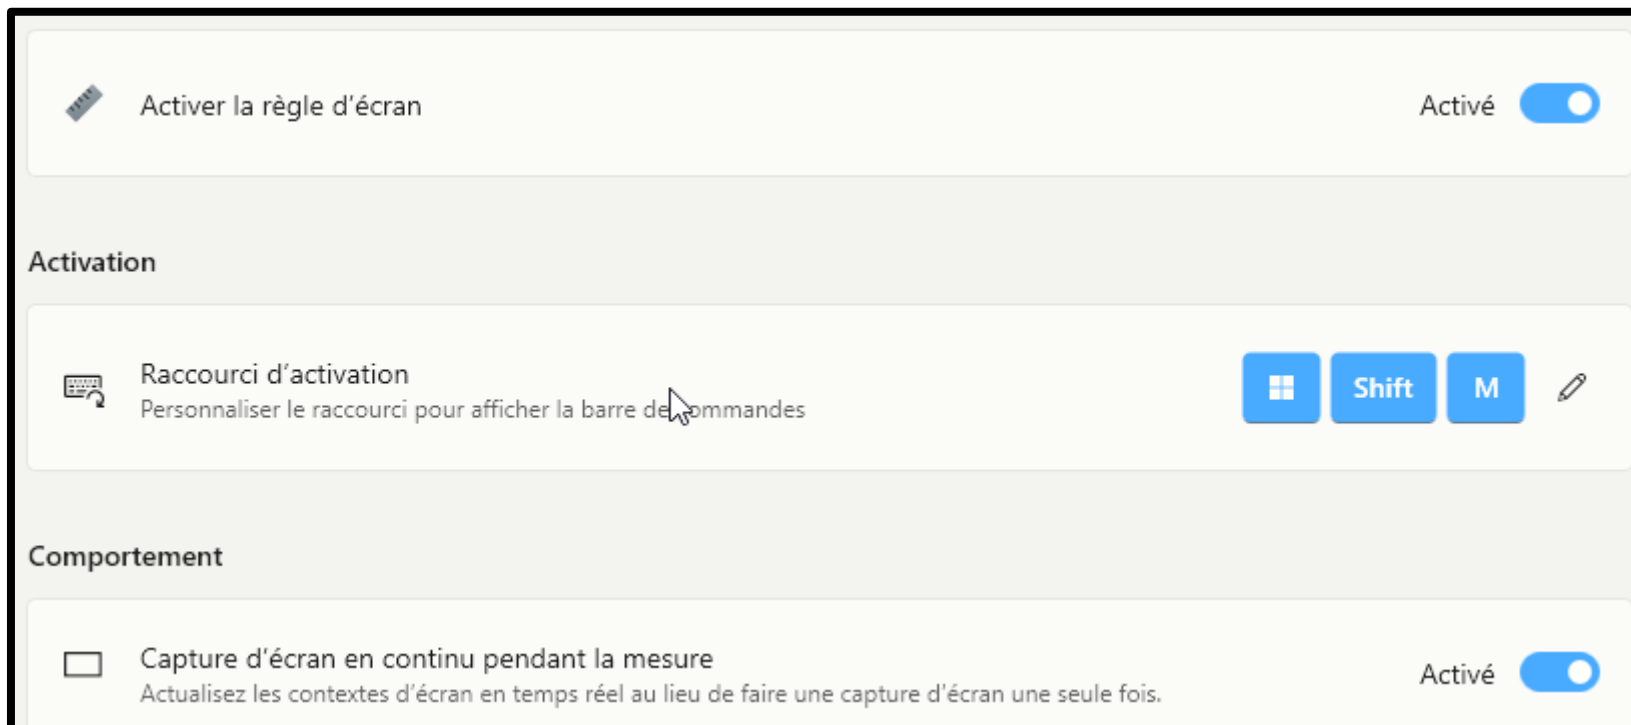 Activer la règle d'écran
Activé
Activation
Raccourci d'activation
Personnaliser le raccourci pour afficher la barre de commandes
Shift
M
Comportement
Capture d'écran en continu pendant la mesure
Actualisez les contextes d'écran en temps réel au lieu de faire une capture d'écran une seule fois.
Activé